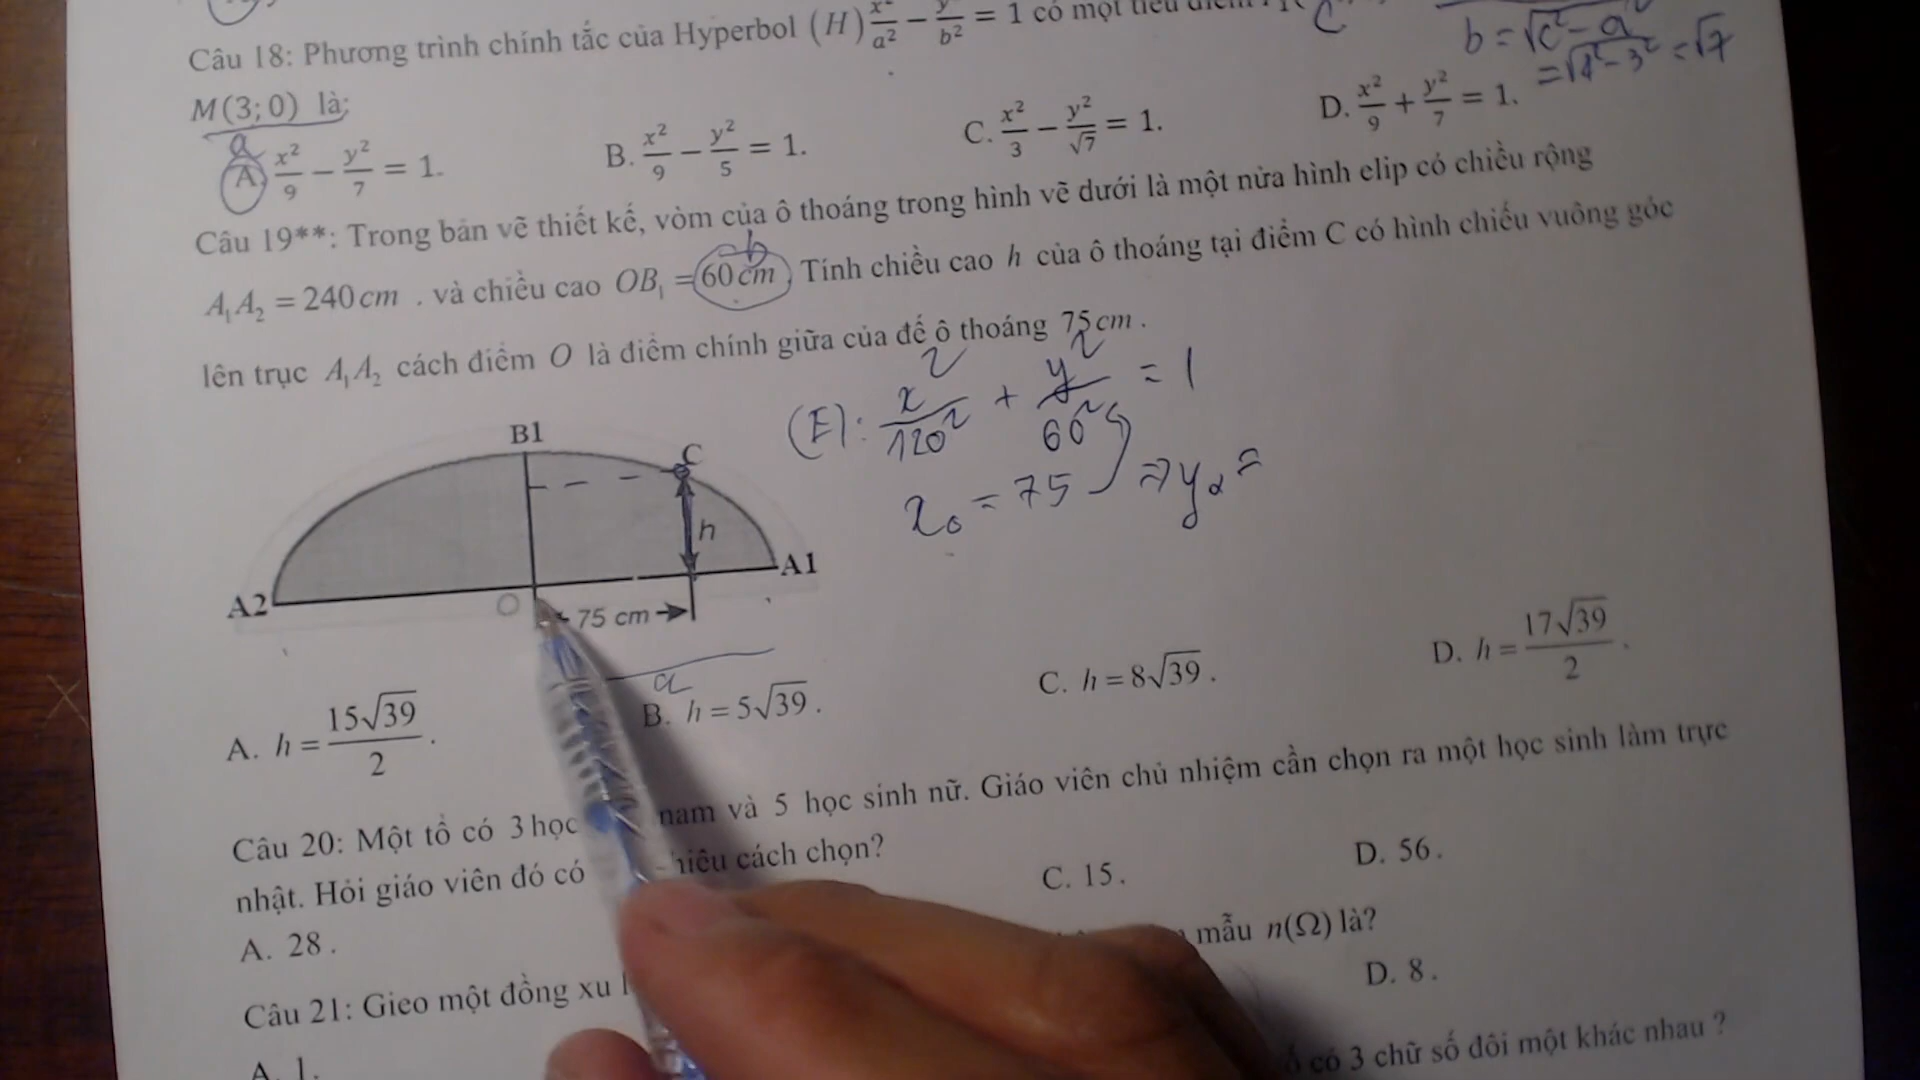 Câu 18: Phương trình chính tắc của Hyperbol (H) x²/a² − y²/b² = 1 có một tiêu điểm
C
b = √(c² − a²)
= √(4² − 3²) = √7
M(3; 0) là;
a
A. x²/9 − y²/7 = 1. B. x²/9 − y²/5 = 1. C. x²/3 − y²/√7 = 1. D. x²/9 + y²/7 = 1.
Câu 19**: Trong bản vẽ thiết kế, vòm của ô thoáng trong hình vẽ dưới là một nửa hình elip có chiều rộng
b
A₁A₂ = 240cm . và chiều cao OB₁ = 60cm , Tính chiều cao h của ô thoáng tại điểm C có hình chiếu vuông góc
lên trục A₁A₂ cách điểm O là điểm chính giữa của đế ô thoáng 75cm .
(E): x²/120² + y²/60² = 1
x₀ = 75 ⇒ y₀ =
B1
C
h
A1
A2
O
75 cm
a
A. h = 15√39/2 . B. h = 5√39 . C. h = 8√39 . D. h = 17√39/2 .
Câu 20: Một tổ có 3 học nam và 5 học sinh nữ. Giáo viên chủ nhiệm cần chọn ra một học sinh làm trực
nhật. Hỏi giáo viên đó có cách chọn?
A. 28 . C. 15 . D. 56 .
Câu 21: Gieo một đồng xu mẫu n(Ω) là?
A. 1. D. 8 .
có 3 chữ số đôi một khác nhau ?